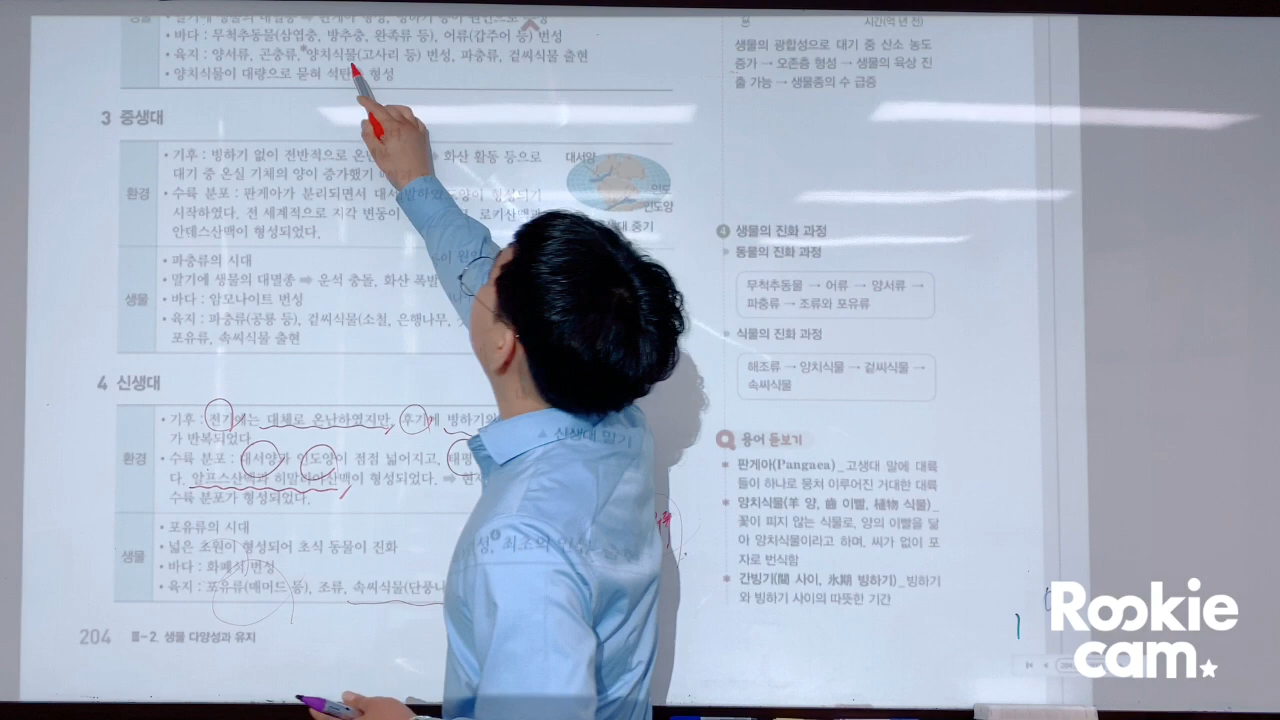 • 바다 : 무척추동물(삼엽충, 방추충, 완족류 등), 어류(갑주어 등) 번성
• 육지 : 양서류, 곤충류, *양치식물(고사리 등) 번성, 파충류, 겉씨식물 출현
• 양치식물이 대량으로 묻혀 석탄 형성
3 중생대
환경
• 기후 : 빙하기 없이 전반적으로 온난 화산 활동 등으로
대기 중 온실 기체의 양이 증가했기
• 수륙 분포 : 판게아가 분리되면서 대서 형성되기
시작하였다. 전 세계적으로 지각 변동이 로키산맥과
안데스산맥이 형성되었다.
대서양
인도양
중기
생물
• 파충류의 시대
• 말기에 생물의 대멸종 ⇒ 운석 충돌, 화산 폭발
• 바다 : 암모나이트 번성
• 육지 : 파충류(공룡 등), 겉씨식물(소철, 은행나무,
포유류, 속씨식물 출현
4 신생대
환경
• 기후 : 전기에는 대체로 온난하였지만, 후기에 빙하기와
가 반복되었다
• 수륙 분포 : 대서양과 인도양이 점점 넓어지고, 태평
다. 알프스산맥과 히말라야산맥이 형성되었다. ⇒ 현
수륙 분포가 형성되었다.
▲ 신생대 말기
생물
• 포유류의 시대
• 넓은 초원이 형성되어 초식 동물이 진화
• 바다 : 화폐석 번성
• 육지 : 포유류(매머드 등), 조류, 속씨식물(단풍나
최초의
204 Ⅲ-2. 생물 다양성과 유지
시간(억 년 전)
생물의 광합성으로 대기 중 산소 농도
증가 → 오존층 형성 → 생물의 육상 진
출 가능 → 생물종의 수 급증
4 생물의 진화 과정
동물의 진화 과정
무척추동물 → 어류 → 양서류 →
파충류 → 조류와 포유류
식물의 진화 과정
해조류 → 양치식물 → 겉씨식물 →
속씨식물
용어 돋보기
* 판게아(Pangaea)_고생대 말에 대륙
들이 하나로 뭉쳐 이루어진 거대한 대륙
* 양치식물(羊 양, 齒 이빨, 植物 식물)_
꽃이 피지 않는 식물로, 양의 이빨을 닮
아 양치식물이라고 하며, 씨가 없이 포
자로 번식함
* 간빙기(間 사이, 氷期 빙하기)_빙하기
와 빙하기 사이의 따뜻한 기간
Rookie
cam.